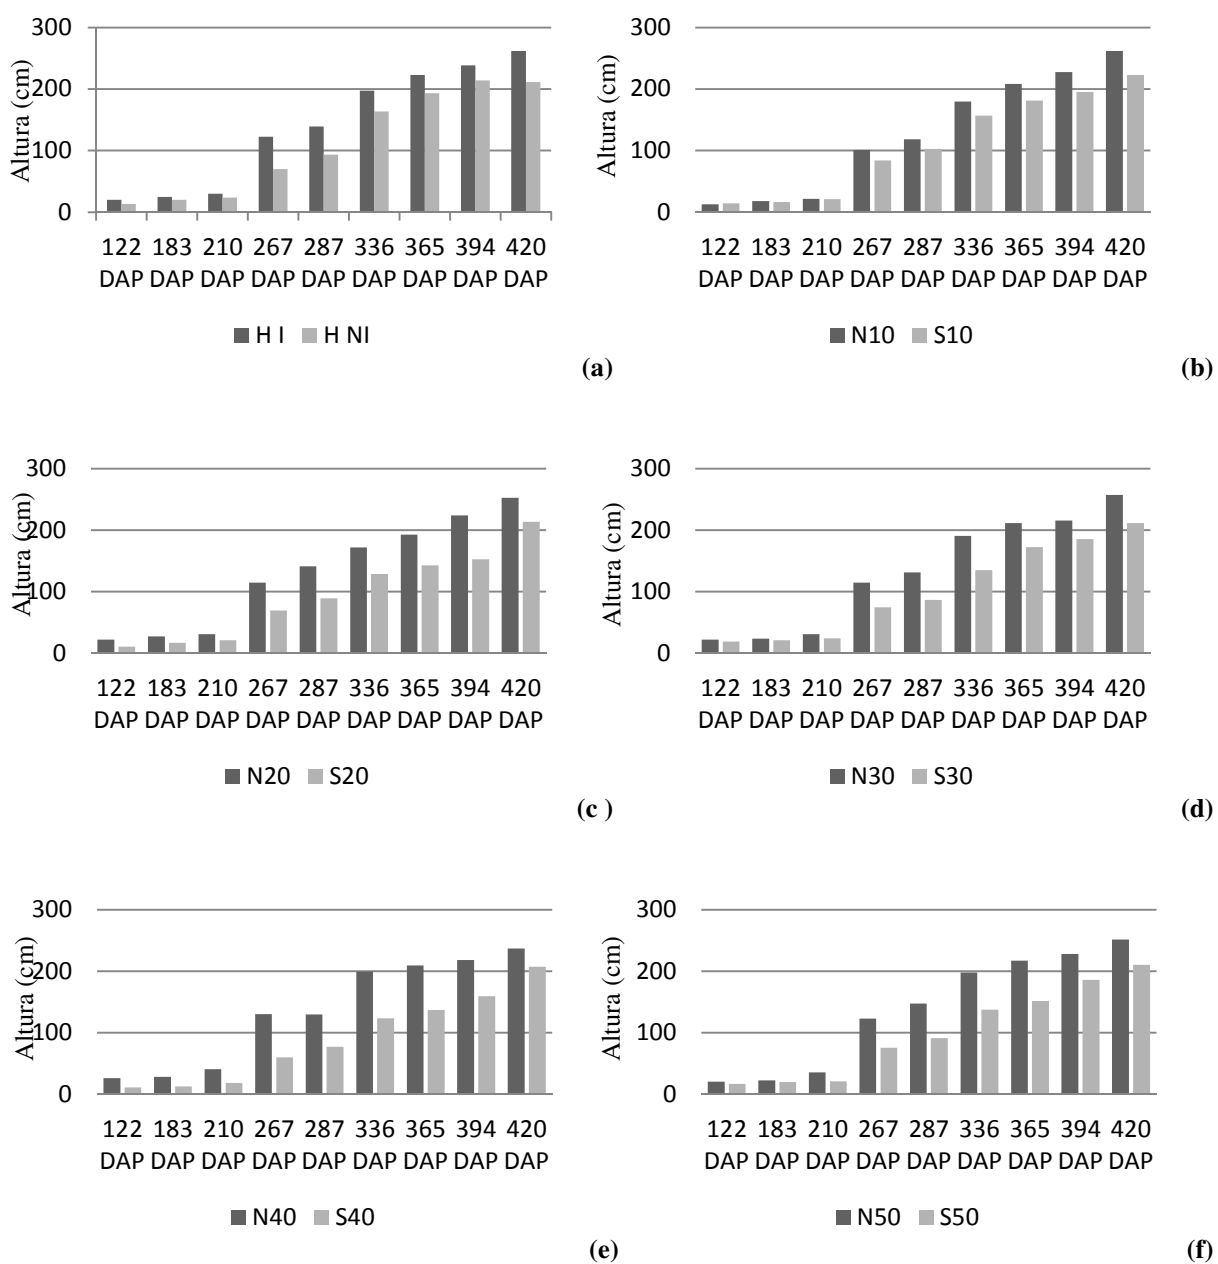 300
200
100
0
Altura (cm)
122 183 210 267 287 336 365 394 420
DAP DAP DAP DAP DAP DAP DAP DAP DAP
H I H NI
(a)
300
200
100
0
Altura (cm)
122 183 210 267 287 336 365 394 420
DAP DAP DAP DAP DAP DAP DAP DAP DAP
N10 S10
(b)
300
200
100
0
Altura (cm)
122 183 210 267 287 336 365 394 420
DAP DAP DAP DAP DAP DAP DAP DAP DAP
N20 S20
(c )
300
200
100
0
Altura (cm)
122 183 210 267 287 336 365 394 420
DAP DAP DAP DAP DAP DAP DAP DAP DAP
N30 S30
(d)
300
200
100
0
Altura (cm)
122 183 210 267 287 336 365 394 420
DAP DAP DAP DAP DAP DAP DAP DAP DAP
N40 S40
(e)
300
200
100
0
Altura (cm)
122 183 210 267 287 336 365 394 420
DAP DAP DAP DAP DAP DAP DAP DAP DAP
N50 S50
(f)